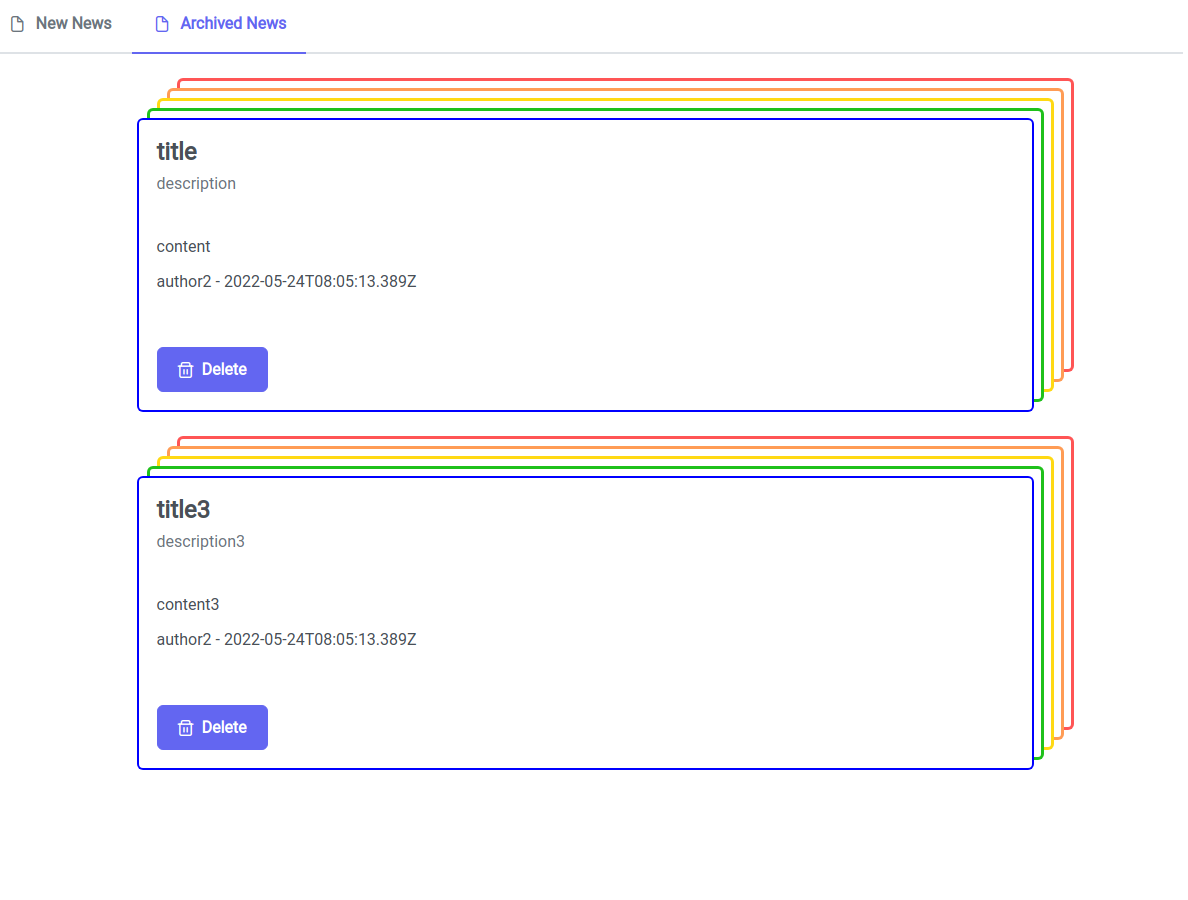 New News
Archived News
title
description
content
author2 - 2022-05-24T08:05:13.389Z
Delete
title3
description3
content3
author2 - 2022-05-24T08:05:13.389Z
Delete